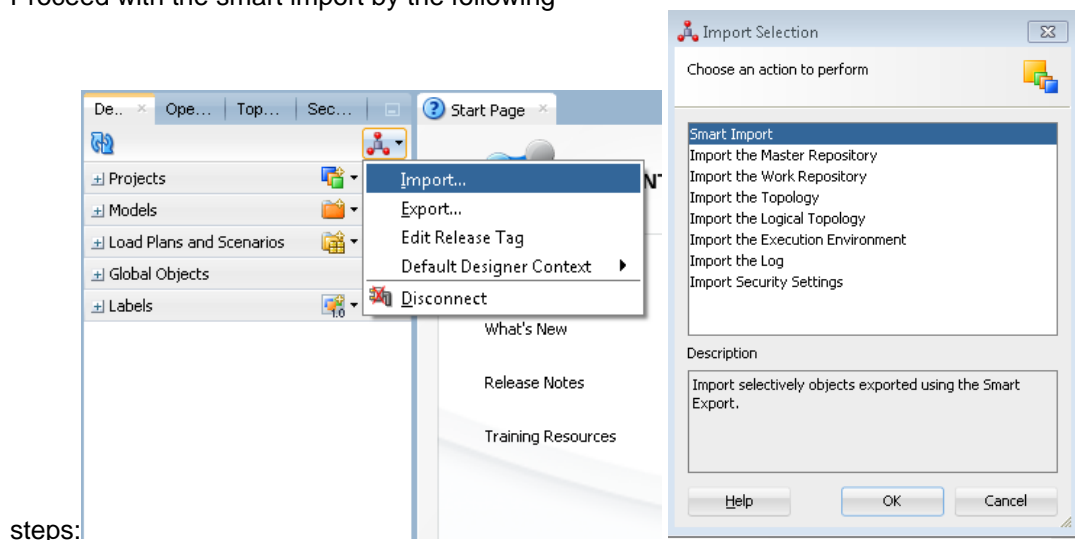 Proceed with the smart import by the following
Import Selection
Choose an action to perform
De..
Ope...
Top...
Sec...
Start Page
Smart Import
Import the Master Repository
Import the Work Repository
Import the Topology
Import the Logical Topology
Import the Execution Environment
Import the Log
Import Security Settings
Projects
Models
Load Plans and Scenarios
Global Objects
Labels
1.0
Import...
Export...
Edit Release Tag
Default Designer Context
Disconnect
NT
What's New
Release Notes
Training Resources
Description
Import selectively objects exported using the Smart
Export.
Help
OK
Cancel
steps: